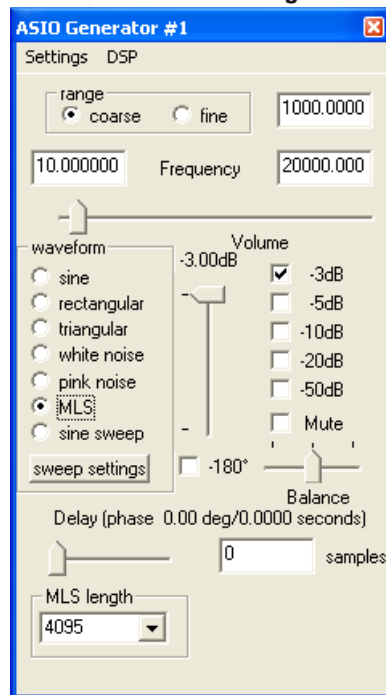 ASIO Generator #1
Settings DSP
range
coarse fine
1000.0000
10.000000 Frequency 20000.000
waveform
Volume
-3.00dB
sine
rectangular
triangular
white noise
pink noise
MLS
sine sweep
sweep settings
-3dB
-5dB
-10dB
-20dB
-50dB
Mute
-180°
Balance
Delay (phase 0.00 deg/0.0000 seconds)
0 samples
MLS length
4095